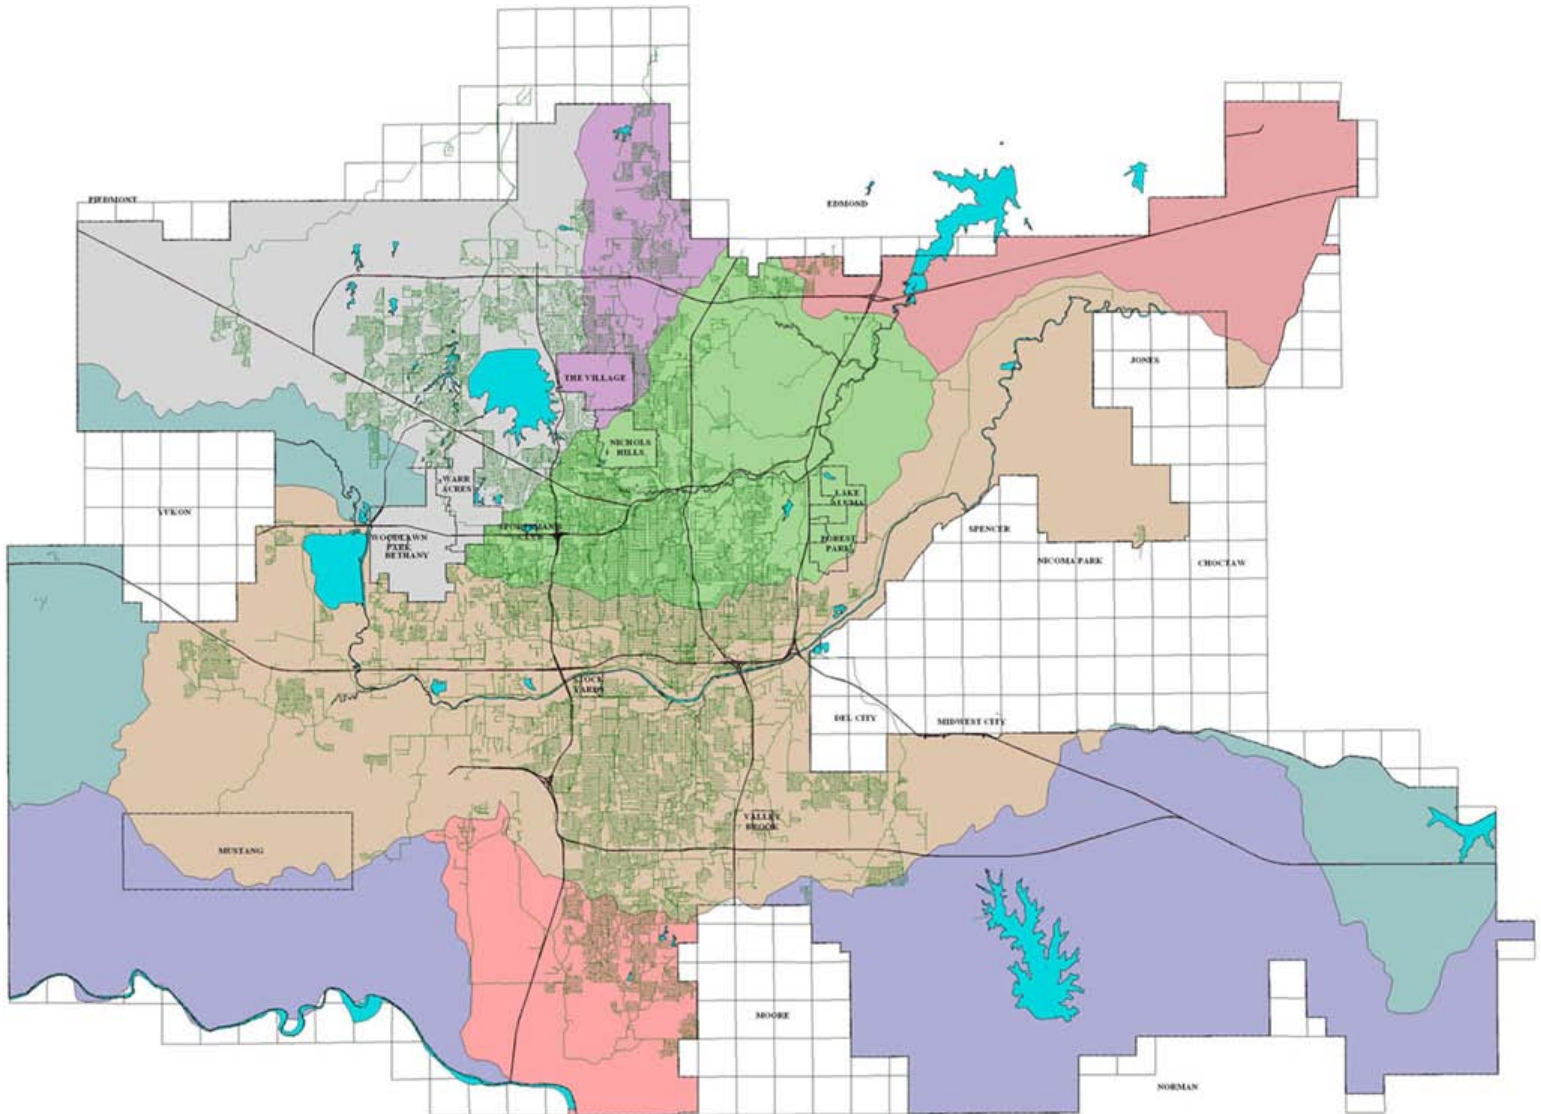 PIEDMONT
EDMOND
JONES
THE VILLAGE
NICHOLS
HILLS
WARR
ACRES
YUKON
LAKE
ALUMA
SPENCER
WOODLAWN
PARK
BETHANY
FOREST
PARK
NICOMA PARK
CHOCTAW
STOCK
YARDS
DEL CITY
MIDWEST CITY
VALLEY
BROOK
MUSTANG
MOORE
NORMAN